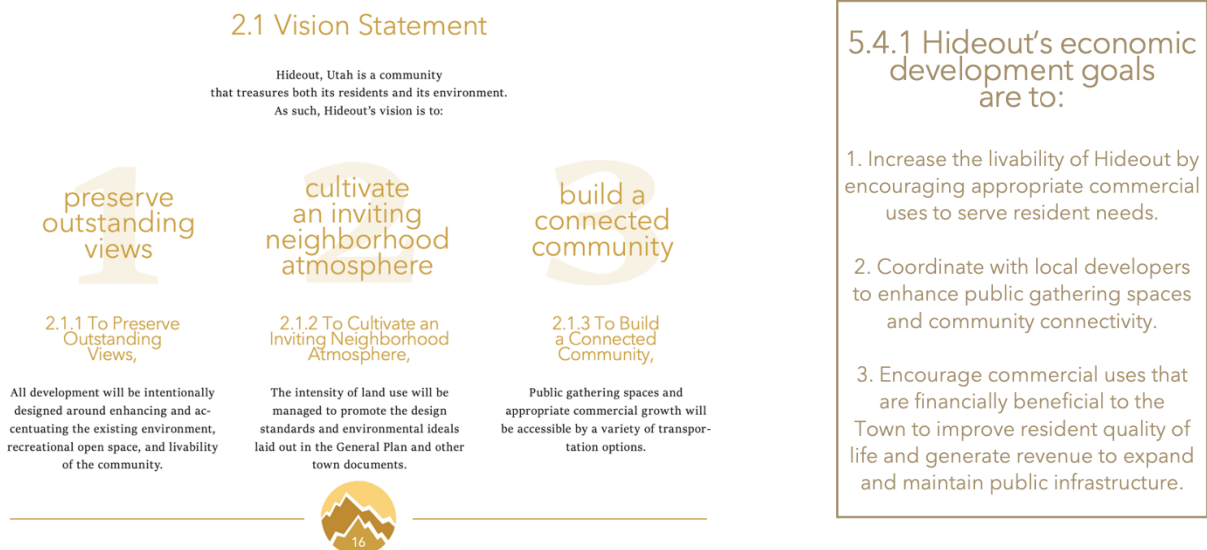 2.1 Vision Statement
Hideout, Utah is a community
that treasures both its residents and its environment.
As such, Hideout's vision is to:
1
preserve
outstanding
views
2.1.1 To Preserve
Outstanding
Views,
All development will be intentionally
designed around enhancing and ac-
centuating the existing environment,
recreational open space, and livability
of the community.
2
cultivate
an inviting
neighborhood
atmosphere
2.1.2 To Cultivate an
Inviting Neighborhood
Atmosphere,
The intensity of land use will be
managed to promote the design
standards and environmental ideals
laid out in the General Plan and other
town documents.
3
build a
connected
community
2.1.3 To Build
a Connected
Community,
Public gathering spaces and
appropriate commercial growth will
be accessible by a variety of transpor-
tation options.
16
5.4.1 Hideout's economic
development goals
are to:
1. Increase the livability of Hideout by
encouraging appropriate commercial
uses to serve resident needs.
2. Coordinate with local developers
to enhance public gathering spaces
and community connectivity.
3. Encourage commercial uses that
are financially beneficial to the
Town to improve resident quality of
life and generate revenue to expand
and maintain public infrastructure.